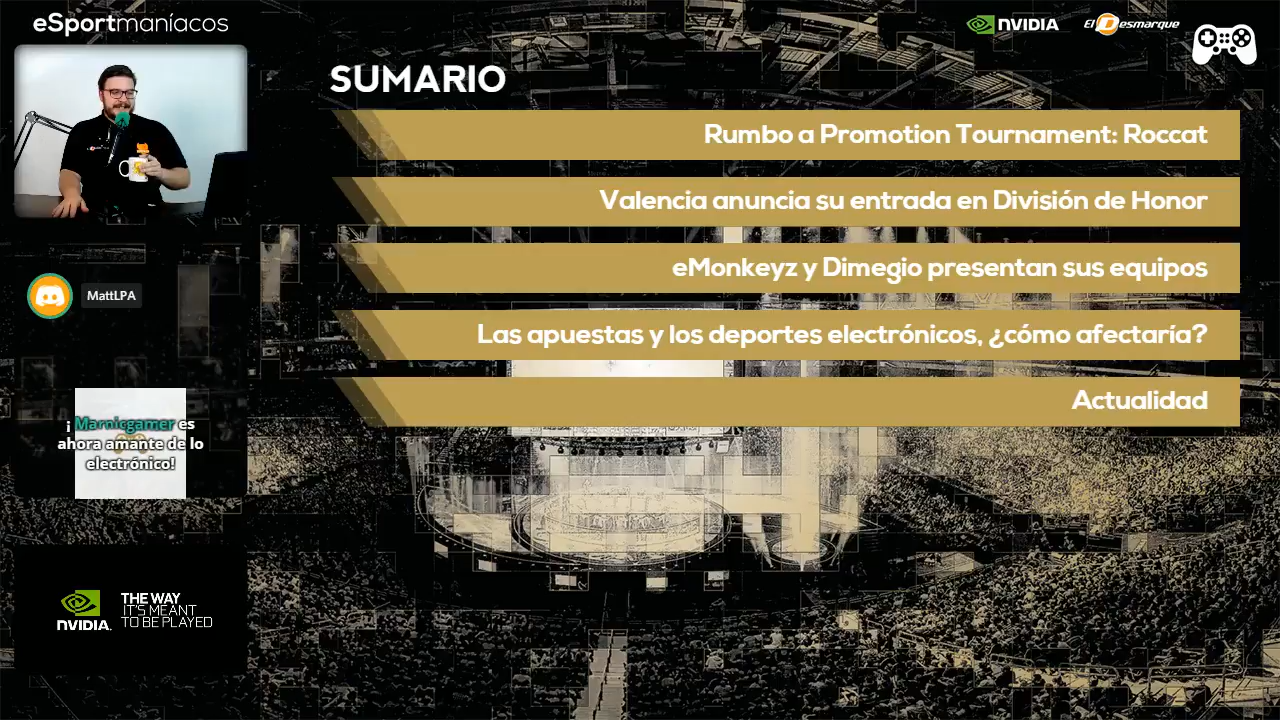 eSportmaníacos
NVIDIA
El Desmarque
SUMARIO
Rumbo a Promotion Tournament: Roccat
Valencia anuncia su entrada en División de Honor
eMonkeyz y Dimegio presentan sus equipos
Las apuestas y los deportes electrónicos, ¿cómo afectaría?
Actualidad
MattLPA
¡ Marnicgamer es
ahora amante de lo
electrónico!
NVIDIA.
THE WAY
IT'S MEANT
TO BE PLAYED